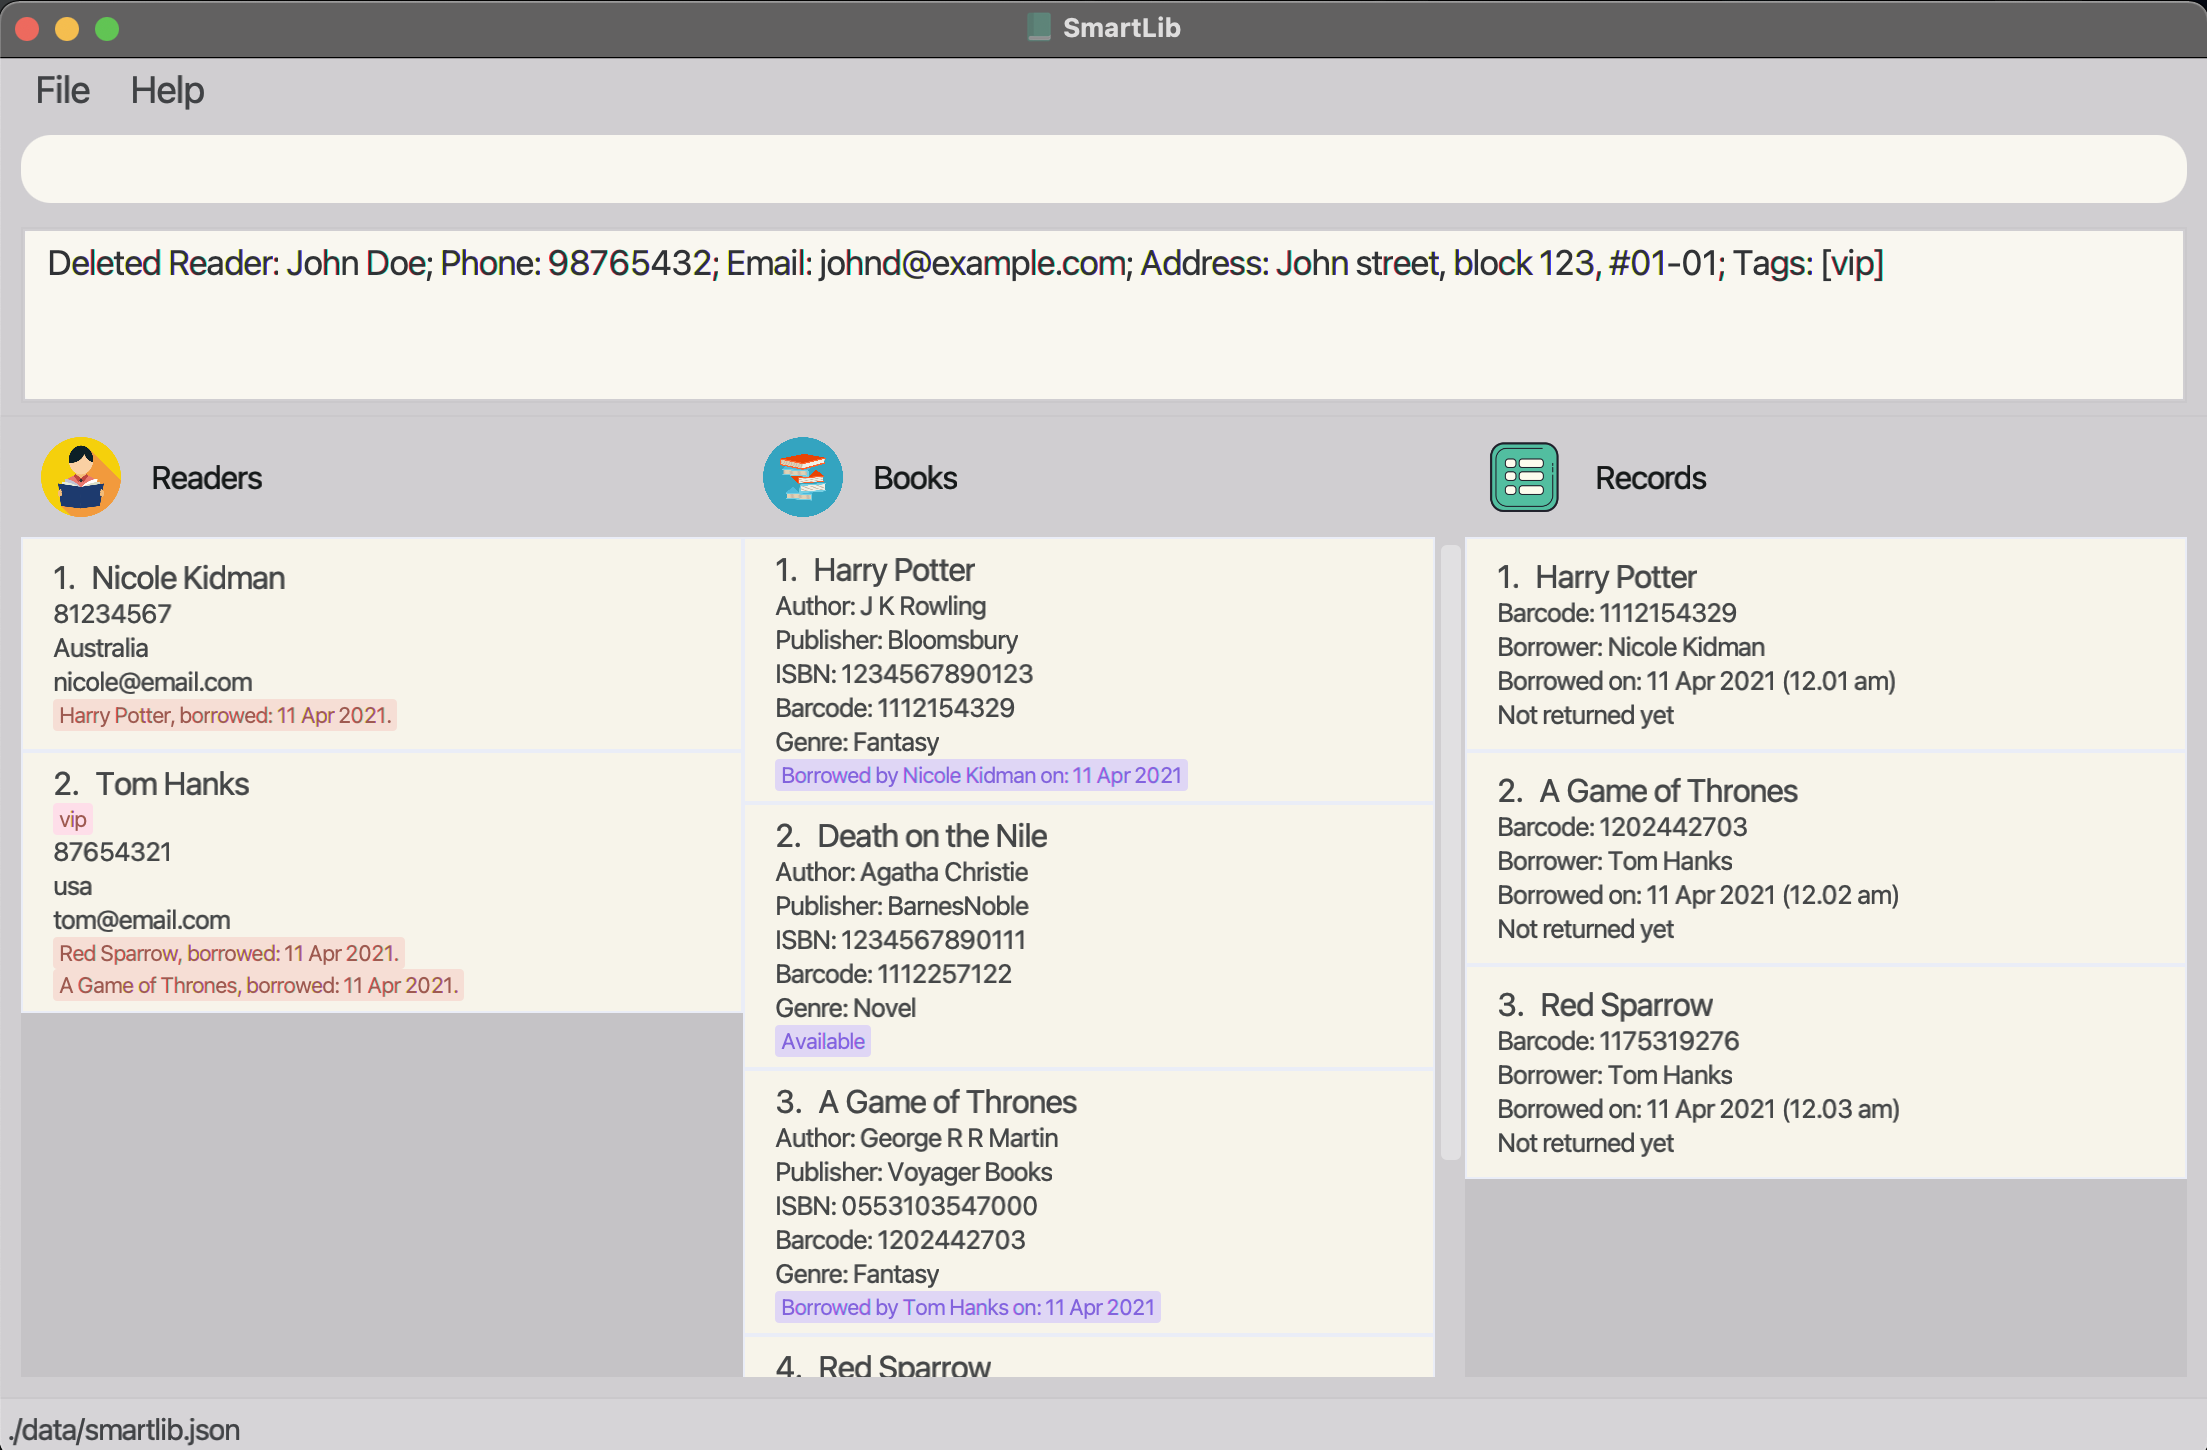 SmartLib
File Help
Deleted Reader: John Doe; Phone: 98765432; Email: johnd@example.com; Address: John street, block 123, #01-01; Tags: [vip]
Readers
1. Nicole Kidman
81234567
Australia
nicole@email.com
Harry Potter, borrowed: 11 Apr 2021.
2. Tom Hanks
vip
87654321
usa
tom@email.com
Red Sparrow, borrowed: 11 Apr 2021.
A Game of Thrones, borrowed: 11 Apr 2021.
Books
1. Harry Potter
Author: J K Rowling
Publisher: Bloomsbury
ISBN: 1234567890123
Barcode: 1112154329
Genre: Fantasy
Borrowed by Nicole Kidman on: 11 Apr 2021
2. Death on the Nile
Author: Agatha Christie
Publisher: BarnesNoble
ISBN: 1234567890111
Barcode: 1112257122
Genre: Novel
Available
3. A Game of Thrones
Author: George R R Martin
Publisher: Voyager Books
ISBN: 0553103547000
Barcode: 1202442703
Genre: Fantasy
Borrowed by Tom Hanks on: 11 Apr 2021
4. Red Sparrow
Records
1. Harry Potter
Barcode: 1112154329
Borrower: Nicole Kidman
Borrowed on: 11 Apr 2021 (12.01 am)
Not returned yet
2. A Game of Thrones
Barcode: 1202442703
Borrower: Tom Hanks
Borrowed on: 11 Apr 2021 (12.02 am)
Not returned yet
3. Red Sparrow
Barcode: 1175319276
Borrower: Tom Hanks
Borrowed on: 11 Apr 2021 (12.03 am)
Not returned yet
./data/smartlib.json